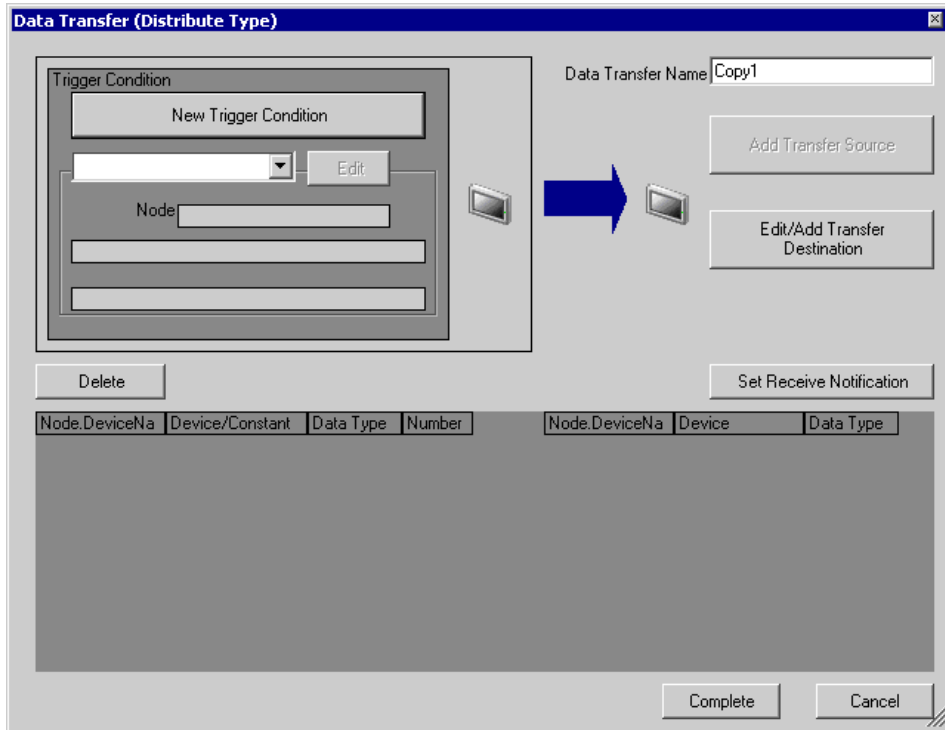 Data Transfer (Distribute Type)
Trigger Condition
New Trigger Condition
Edit
Node
Data Transfer Name Copy1
Add Transfer Source
Edit/Add Transfer
Destination
Delete
Set Receive Notification
Node.DeviceNa Device/Constant Data Type Number Node.DeviceNa Device Data Type
Complete Cancel